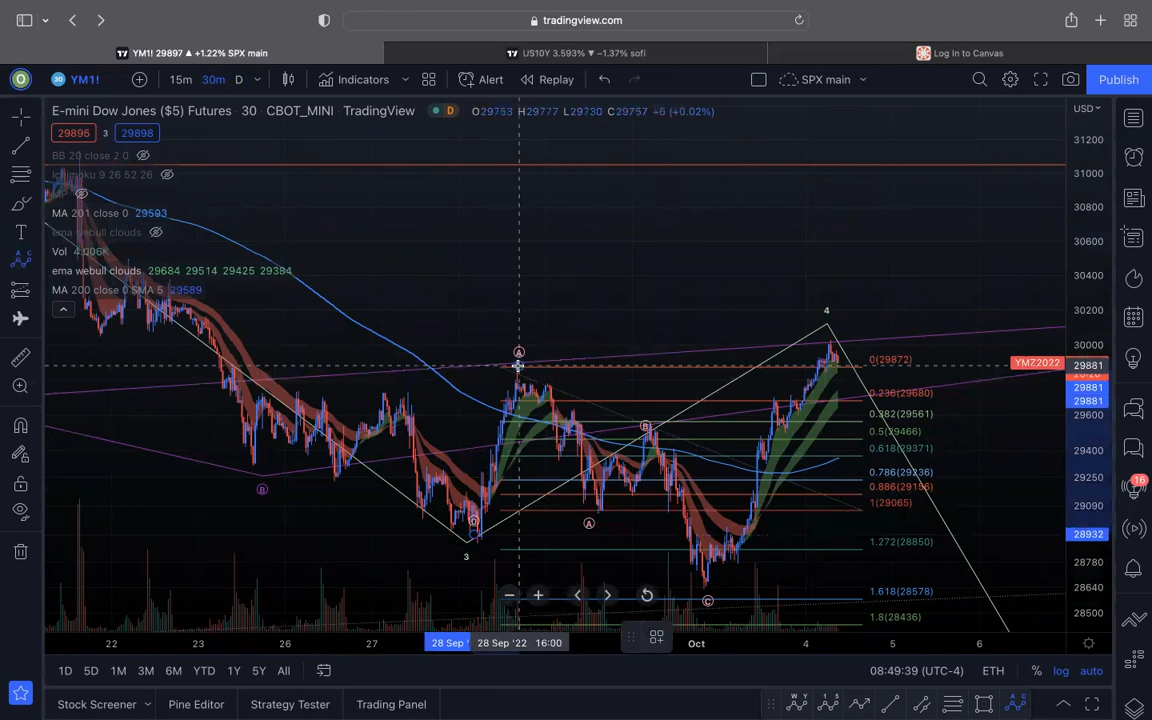 tradingview.com
YM1! 29897 ▲ +1.22% SPX main
US10Y 3.593% ▼ −1.37% sofi
Log In to Canvas
30 YM1! 15m 30m D Indicators Alert Replay SPX main Publish
E-mini Dow Jones ($5) Futures · 30 · CBOT_MINI · TradingView D O29753 H29777 L29730 C29757 +6 (+0.02%)
USD
29895 3 29898
BB 20 close 2 0
Ichimoku 9 26 52 26
MA 201 close 0 29593
ema webull clouds
Vol 4.006K
ema webull clouds 29684 29514 29425 29394
MA 200 close 0 SMA 5 29589
31200
31000
30800
30600
30400
30200
30000
YMZ2022
29881
29881
29881
29600
29400
29250
29090
28932
28780
28640
28500
4
A
0(29872)
0.236(29680)
0.382(29561)
0.5(29466)
0.618(29371)
0.786(29236)
0.886(29156)
1(29065)
1.272(28850)
1.618(28578)
1.8(28436)
B
B
0
A
3
C
16
22 23 26 27 28 Sep ' 28 Sep '22 16:00 Oct 4 5 6
1D 5D 1M 3M 6M YTD 1Y 5Y All 08:49:39 (UTC-4) ETH % log auto
Stock Screener Pine Editor Strategy Tester Trading Panel